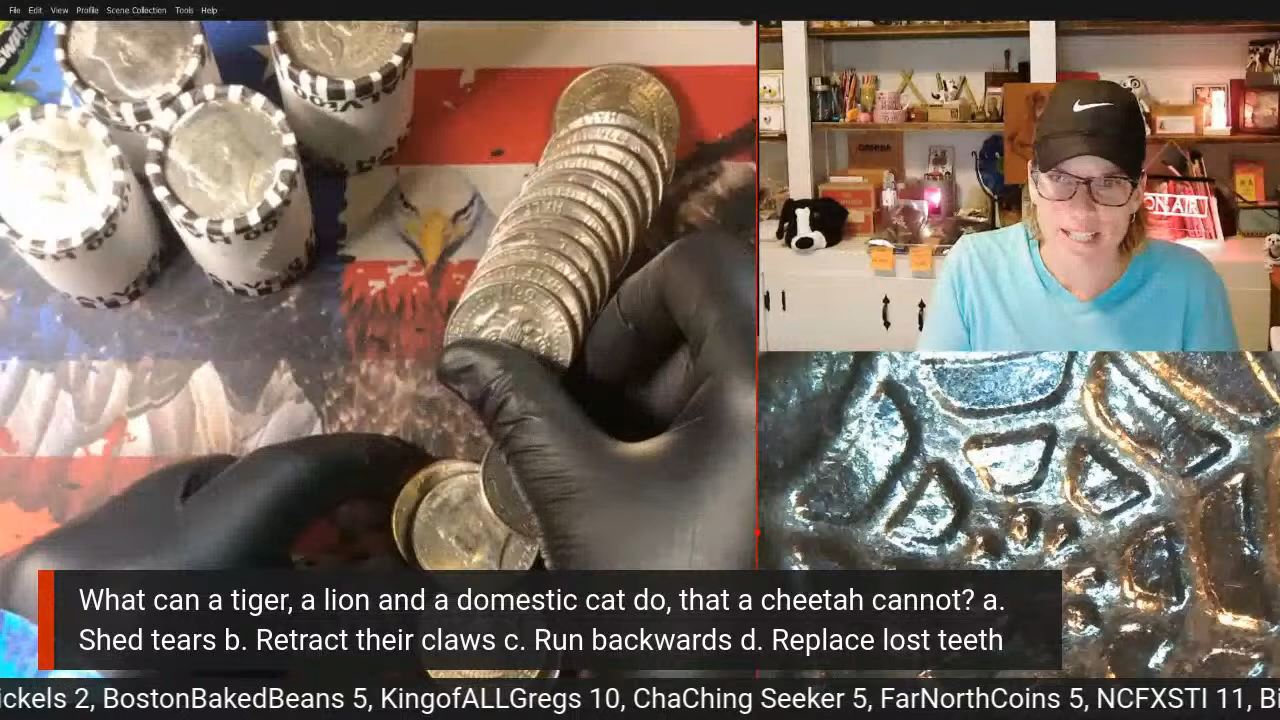 File Edit View Profile Scene Collection Tools Help
ON AIR
What can a tiger, a lion and a domestic cat do, that a cheetah cannot? a.
Shed tears b. Retract their claws c. Run backwards d. Replace lost teeth
ickels 2, BostonBakedBeans 5, KingofALLGregs 10, ChaChing Seeker 5, FarNorthCoins 5, NCFXSTI 11, Bi